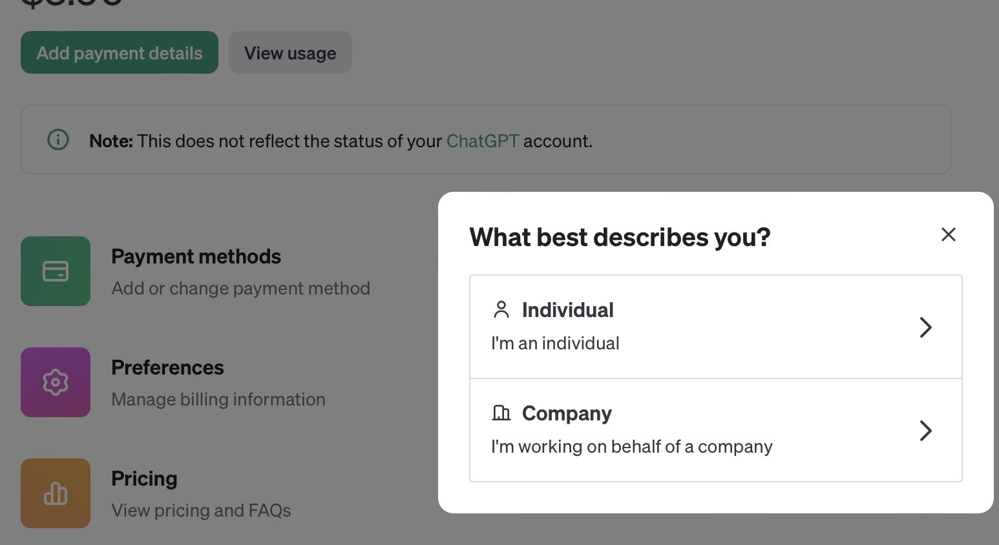 Add payment details
View usage
Note: This does not reflect the status of your ChatGPT account.
Payment methods
Add or change payment method
Preferences
Manage billing information
Pricing
View pricing and FAQs
What best describes you?
Individual
I'm an individual
Company
I'm working on behalf of a company